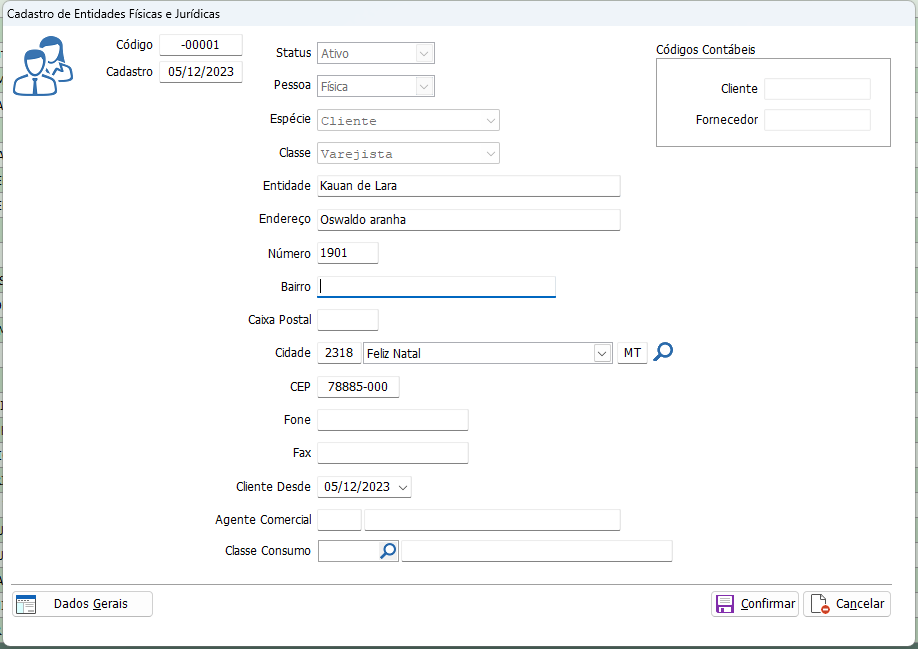 Cadastro de Entidades Físicas e Jurídicas
Código -00001
Cadastro 05/12/2023
Status Ativo
Pessoa Física
Espécie Cliente
Classe Varejista
Códigos Contábeis
Cliente
Fornecedor
Entidade Kauan de Lara
Endereço Oswaldo aranha
Número 1901
Bairro
Caixa Postal
Cidade 2318 Feliz Natal MT
CEP 78885-000
Fone
Fax
Cliente Desde 05/12/2023
Agente Comercial
Classe Consumo
Dados Gerais Confirmar Cancelar